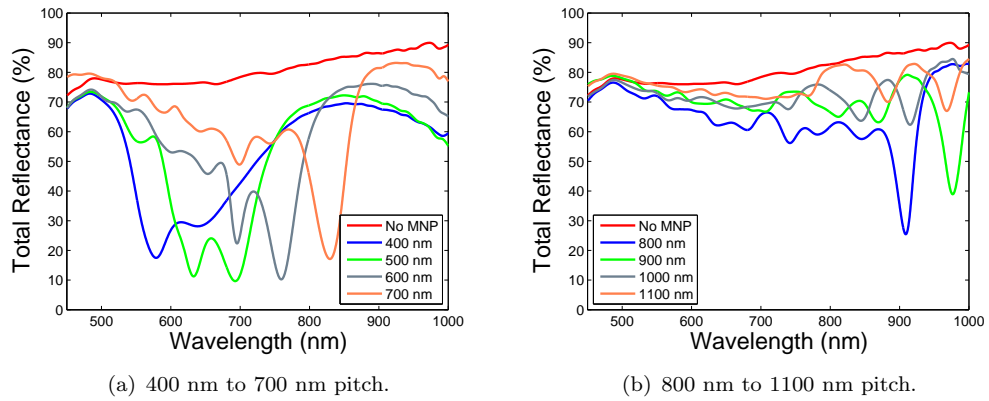 100
90
80
70
60
50
40
30
20
10
0
Total Reflectance (%)
No MNP
400 nm
500 nm
600 nm
700 nm
500 600 700 800 900 1000
Wavelength (nm)
(a) 400 nm to 700 nm pitch.
100
90
80
70
60
50
40
30
20
10
0
Total Reflectance (%)
No MNP
800 nm
900 nm
1000 nm
1100 nm
500 600 700 800 900 1000
Wavelength (nm)
(b) 800 nm to 1100 nm pitch.